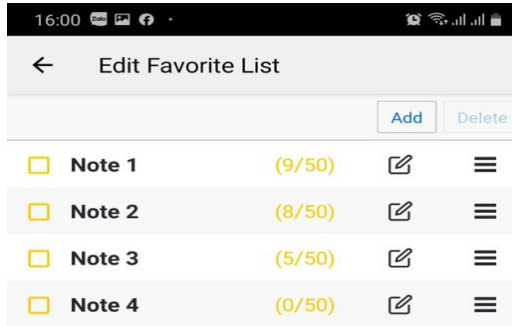 16:00 Zalo
Edit Favorite List
Add Delete
Note 1 (9/50)
Note 2 (8/50)
Note 3 (5/50)
Note 4 (0/50)